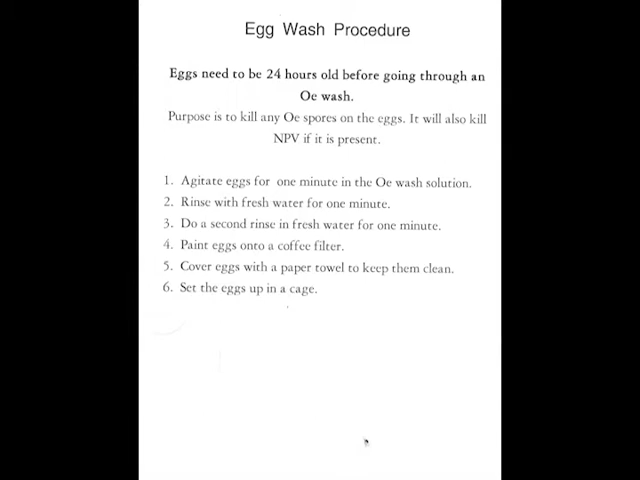 Egg Wash Procedure
Eggs need to be 24 hours old before going through an
Oe wash.
Purpose is to kill any Oe spores on the eggs. It will also kill
NPV if it is present.
1. Agitate eggs for one minute in the Oe wash solution.
2. Rinse with fresh water for one minute.
3. Do a second rinse in fresh water for one minute.
4. Paint eggs onto a coffee filter.
5. Cover eggs with a paper towel to keep them clean.
6. Set the eggs up in a cage.